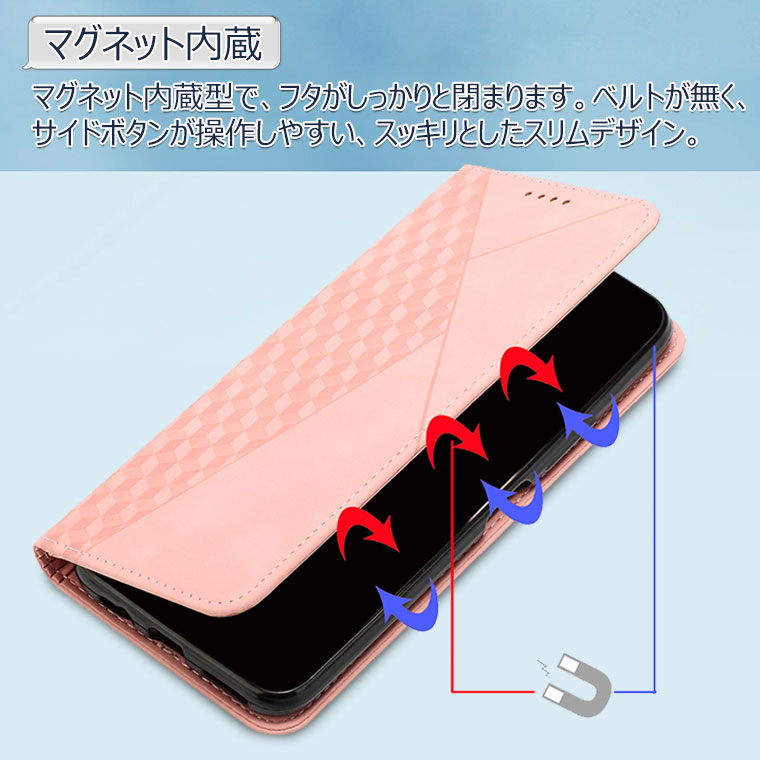 マグネット内蔵
マグネット内蔵型で、フタがしっかりと閉まります。ベルトが無く、
サイドボタンが操作しやすい、スッキリとしたスリムデザイン。